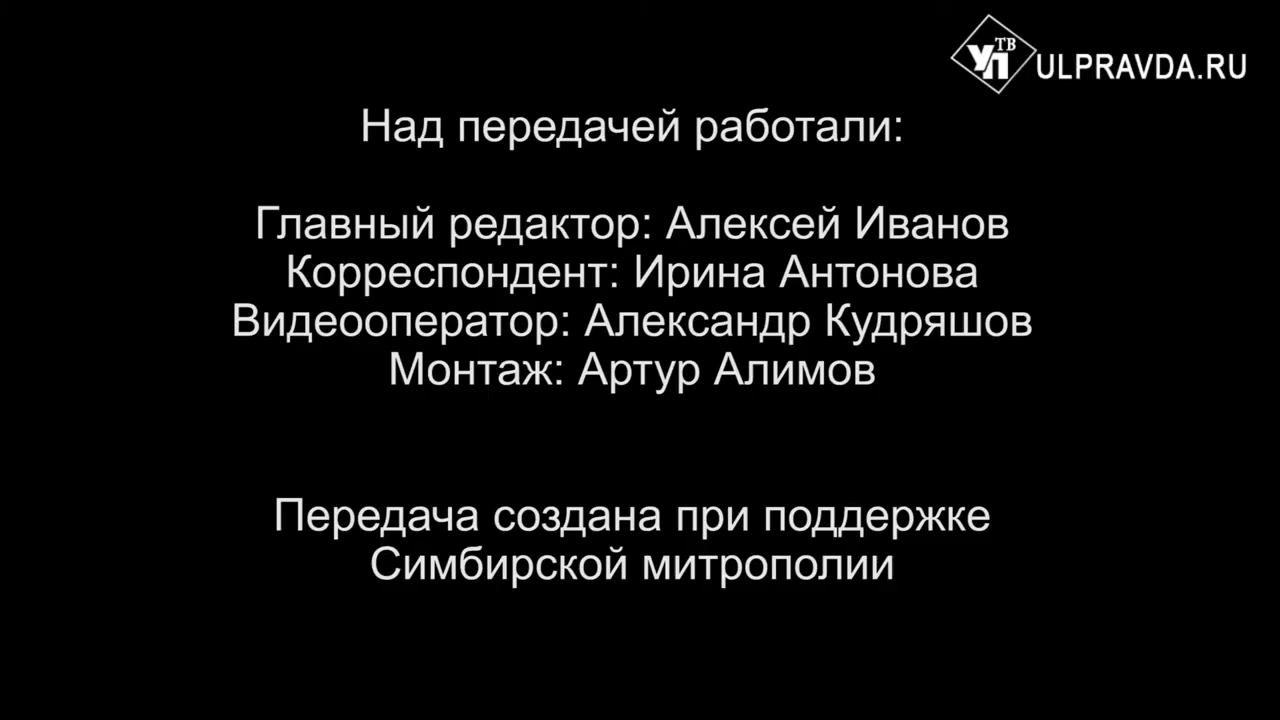 УП ТВ
ULPRAVDA.RU
Над передачей работали:
Главный редактор: Алексей Иванов
Корреспондент: Ирина Антонова
Видеооператор: Александр Кудряшов
Монтаж: Артур Алимов
Передача создана при поддержке
Симбирской митрополии